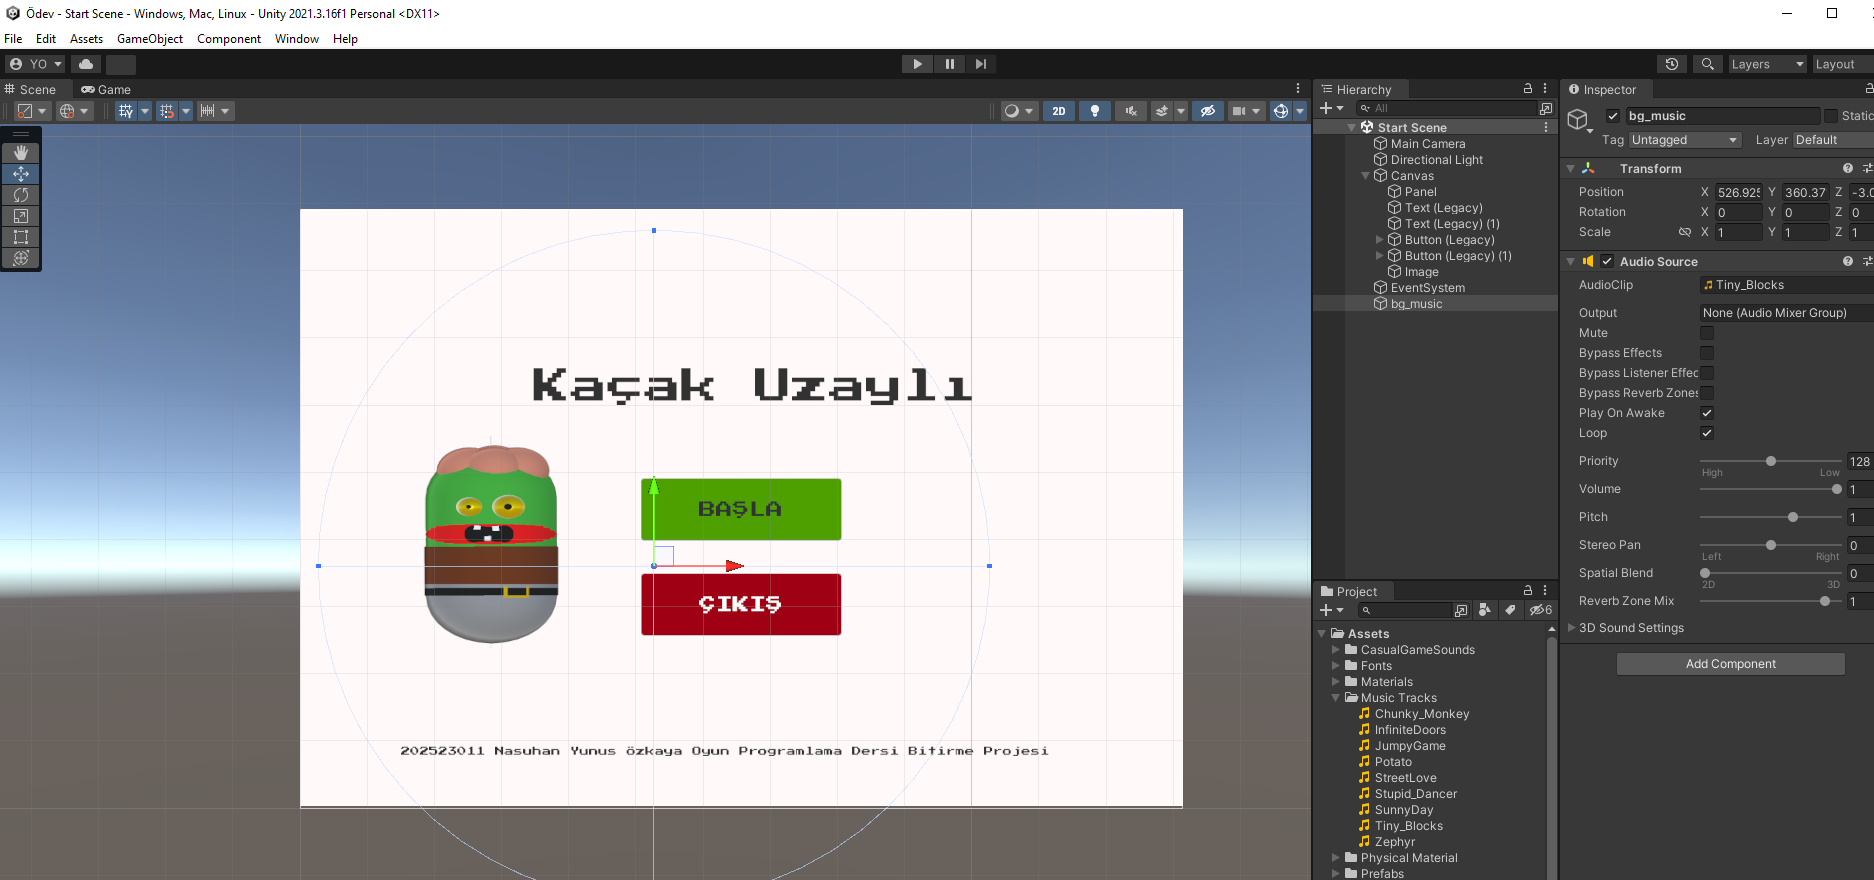 Ödev - Start Scene - Windows, Mac, Linux - Unity 2021.3.16f1 Personal <DX11>
File Edit Assets GameObject Component Window Help
YO
Layers
Layout
Scene
Game
2D
Kaçak Uzaylı
BAŞLA
ÇIKIŞ
202523011 Nasuhan Yunus özkaya Oyun Programlama Dersi Bitirme Projesi
Hierarchy
All
Start Scene
Main Camera
Directional Light
Canvas
Panel
Text (Legacy)
Text (Legacy) (1)
Button (Legacy)
Button (Legacy) (1)
Image
EventSystem
bg_music
Project
6
Assets
CasualGameSounds
Fonts
Materials
Music Tracks
Chunky_Monkey
InfiniteDoors
JumpyGame
Potato
StreetLove
Stupid_Dancer
SunnyDay
Tiny_Blocks
Zephyr
Physical Material
Prefabs
Inspector
bg_music
Static
Tag Untagged Layer Default
Transform
Position X 526.925 Y 360.37 Z -3.0
Rotation X 0 Y 0 Z 0
Scale X 1 Y 1 Z 1
Audio Source
AudioClip Tiny_Blocks
Output None (Audio Mixer Group)
Mute
Bypass Effects
Bypass Listener Effec
Bypass Reverb Zones
Play On Awake
Loop
Priority 128
High Low
Volume 1
Pitch 1
Stereo Pan 0
Left Right
Spatial Blend 0
2D 3D
Reverb Zone Mix 1
3D Sound Settings
Add Component